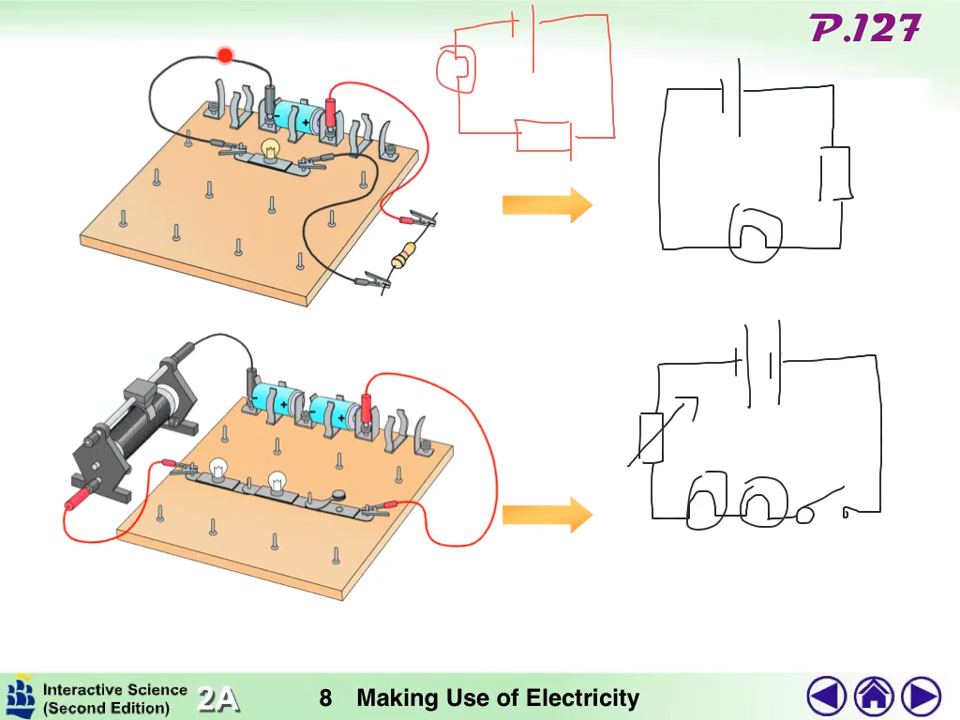 P.127
+
-
+
-
+
Interactive Science
(Second Edition)
2A
8 Making Use of Electricity